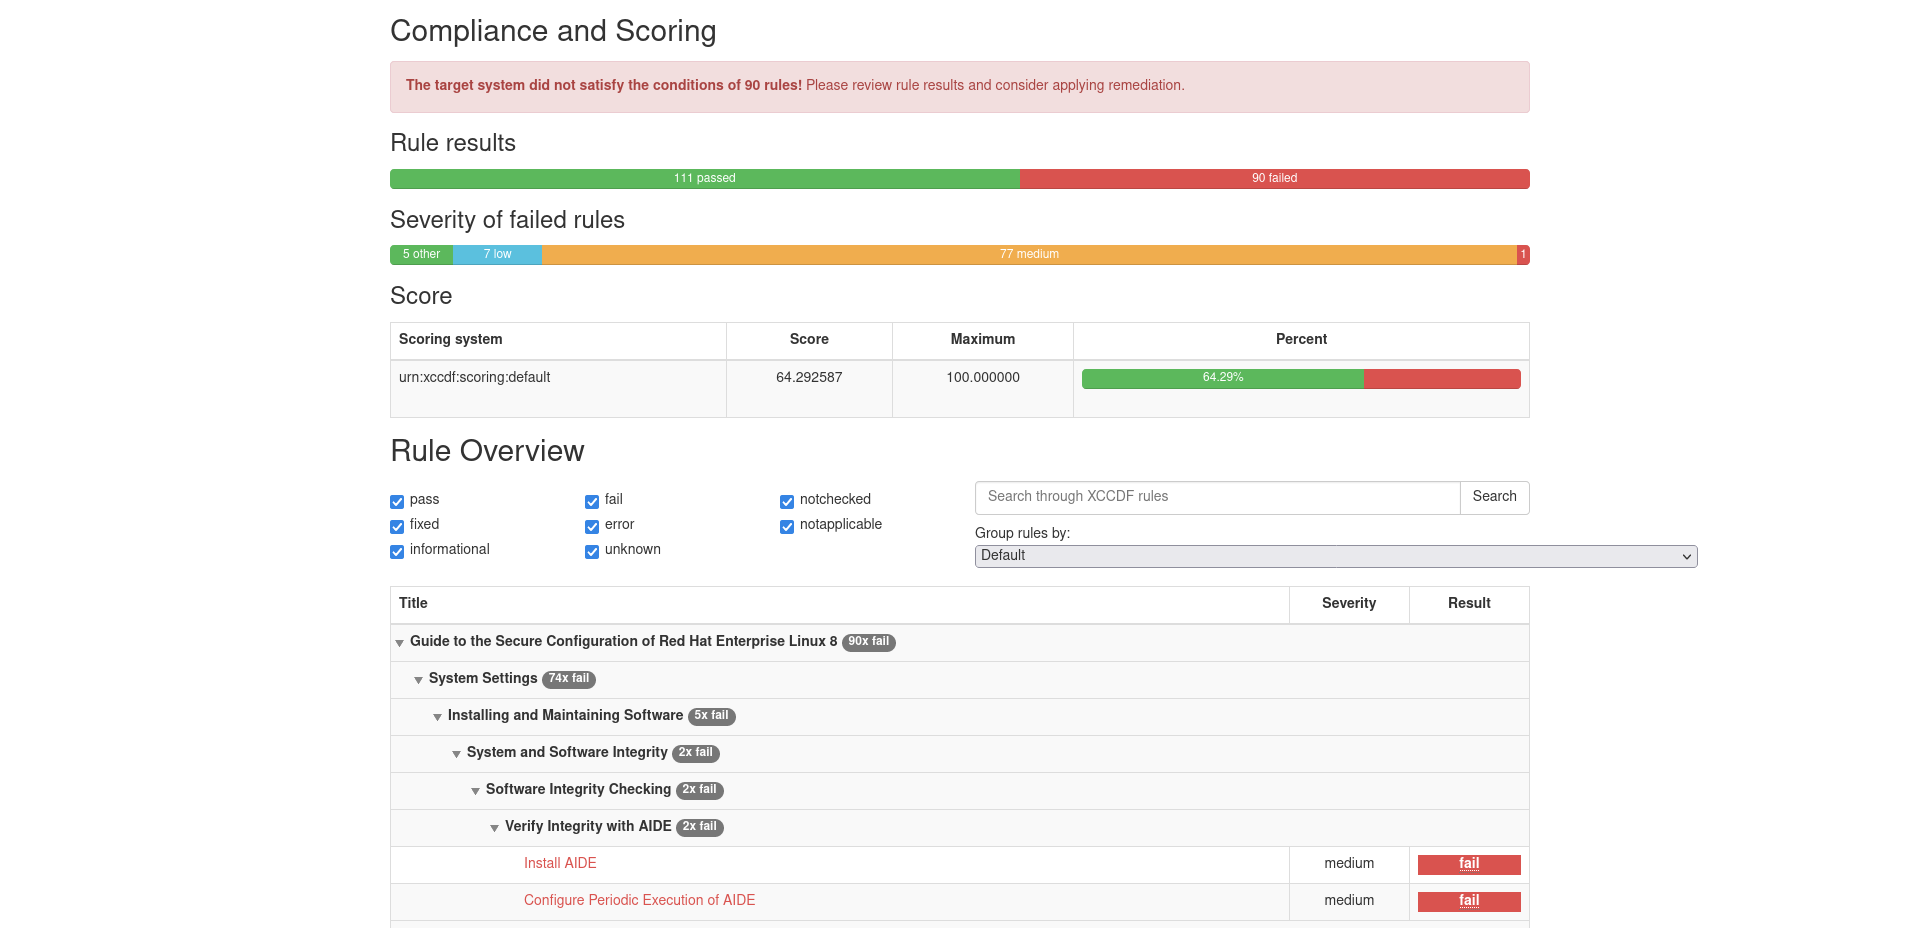 Compliance and Scoring
The target system did not satisfy the conditions of 90 rules! Please review rule results and consider applying remediation.
Rule results
111 passed 90 failed
Severity of failed rules
5 other 7 low 77 medium 1
Score
Scoring system Score Maximum Percent
urn:xccdf:scoring:default 64.292587 100.000000 64.29%
Rule Overview
pass fail notchecked
fixed error notapplicable
informational unknown
Search through XCCDF rules Search
Group rules by:
Default
Title Severity Result
Guide to the Secure Configuration of Red Hat Enterprise Linux 8 90x fail
System Settings 74x fail
Installing and Maintaining Software 5x fail
System and Software Integrity 2x fail
Software Integrity Checking 2x fail
Verify Integrity with AIDE 2x fail
Install AIDE medium fail
Configure Periodic Execution of AIDE medium fail